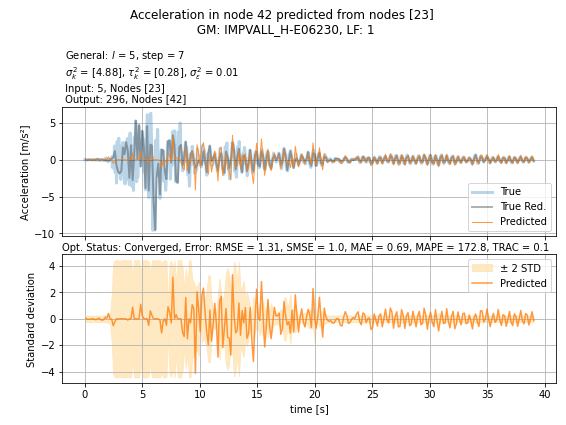 Acceleration in node 42 predicted from nodes [23]
GM: IMPVALL_H-E06230, LF: 1
General: l = 5, step = 7
σ_k^2 = [4.88], τ_k^2 = [0.28], σ_ε^2 = 0.01
Input: 5, Nodes [23]
Output: 296, Nodes [42]
Acceleration [m/s²]
5
0
−5
−10
True
True Red.
Predicted
Opt. Status: Converged, Error: RMSE = 1.31, SMSE = 1.0, MAE = 0.69, MAPE = 172.8, TRAC = 0.1
Standard deviation
4
2
0
−2
−4
± 2 STD
Predicted
0 5 10 15 20 25 30 35 40
time [s]